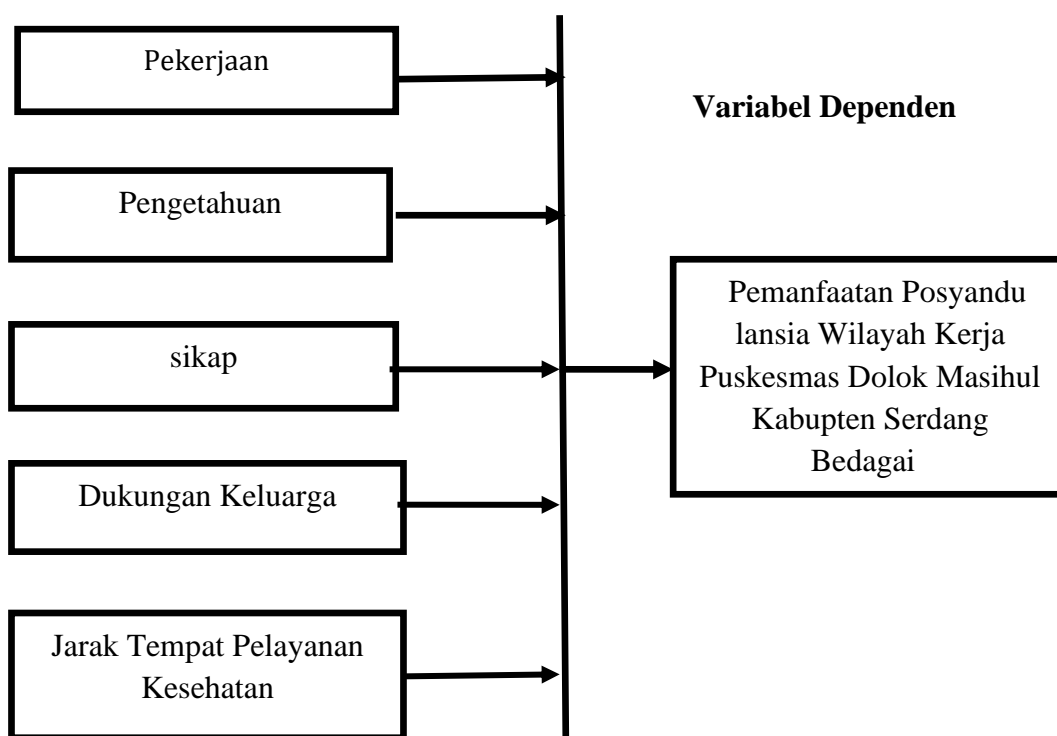 Pekerjaan
Pengetahuan
sikap
Dukungan Keluarga
Jarak Tempat Pelayanan
Kesehatan
Variabel Dependen
Pemanfaatan Posyandu
lansia Wilayah Kerja
Puskesmas Dolok Masihul
Kabupten Serdang
Bedagai